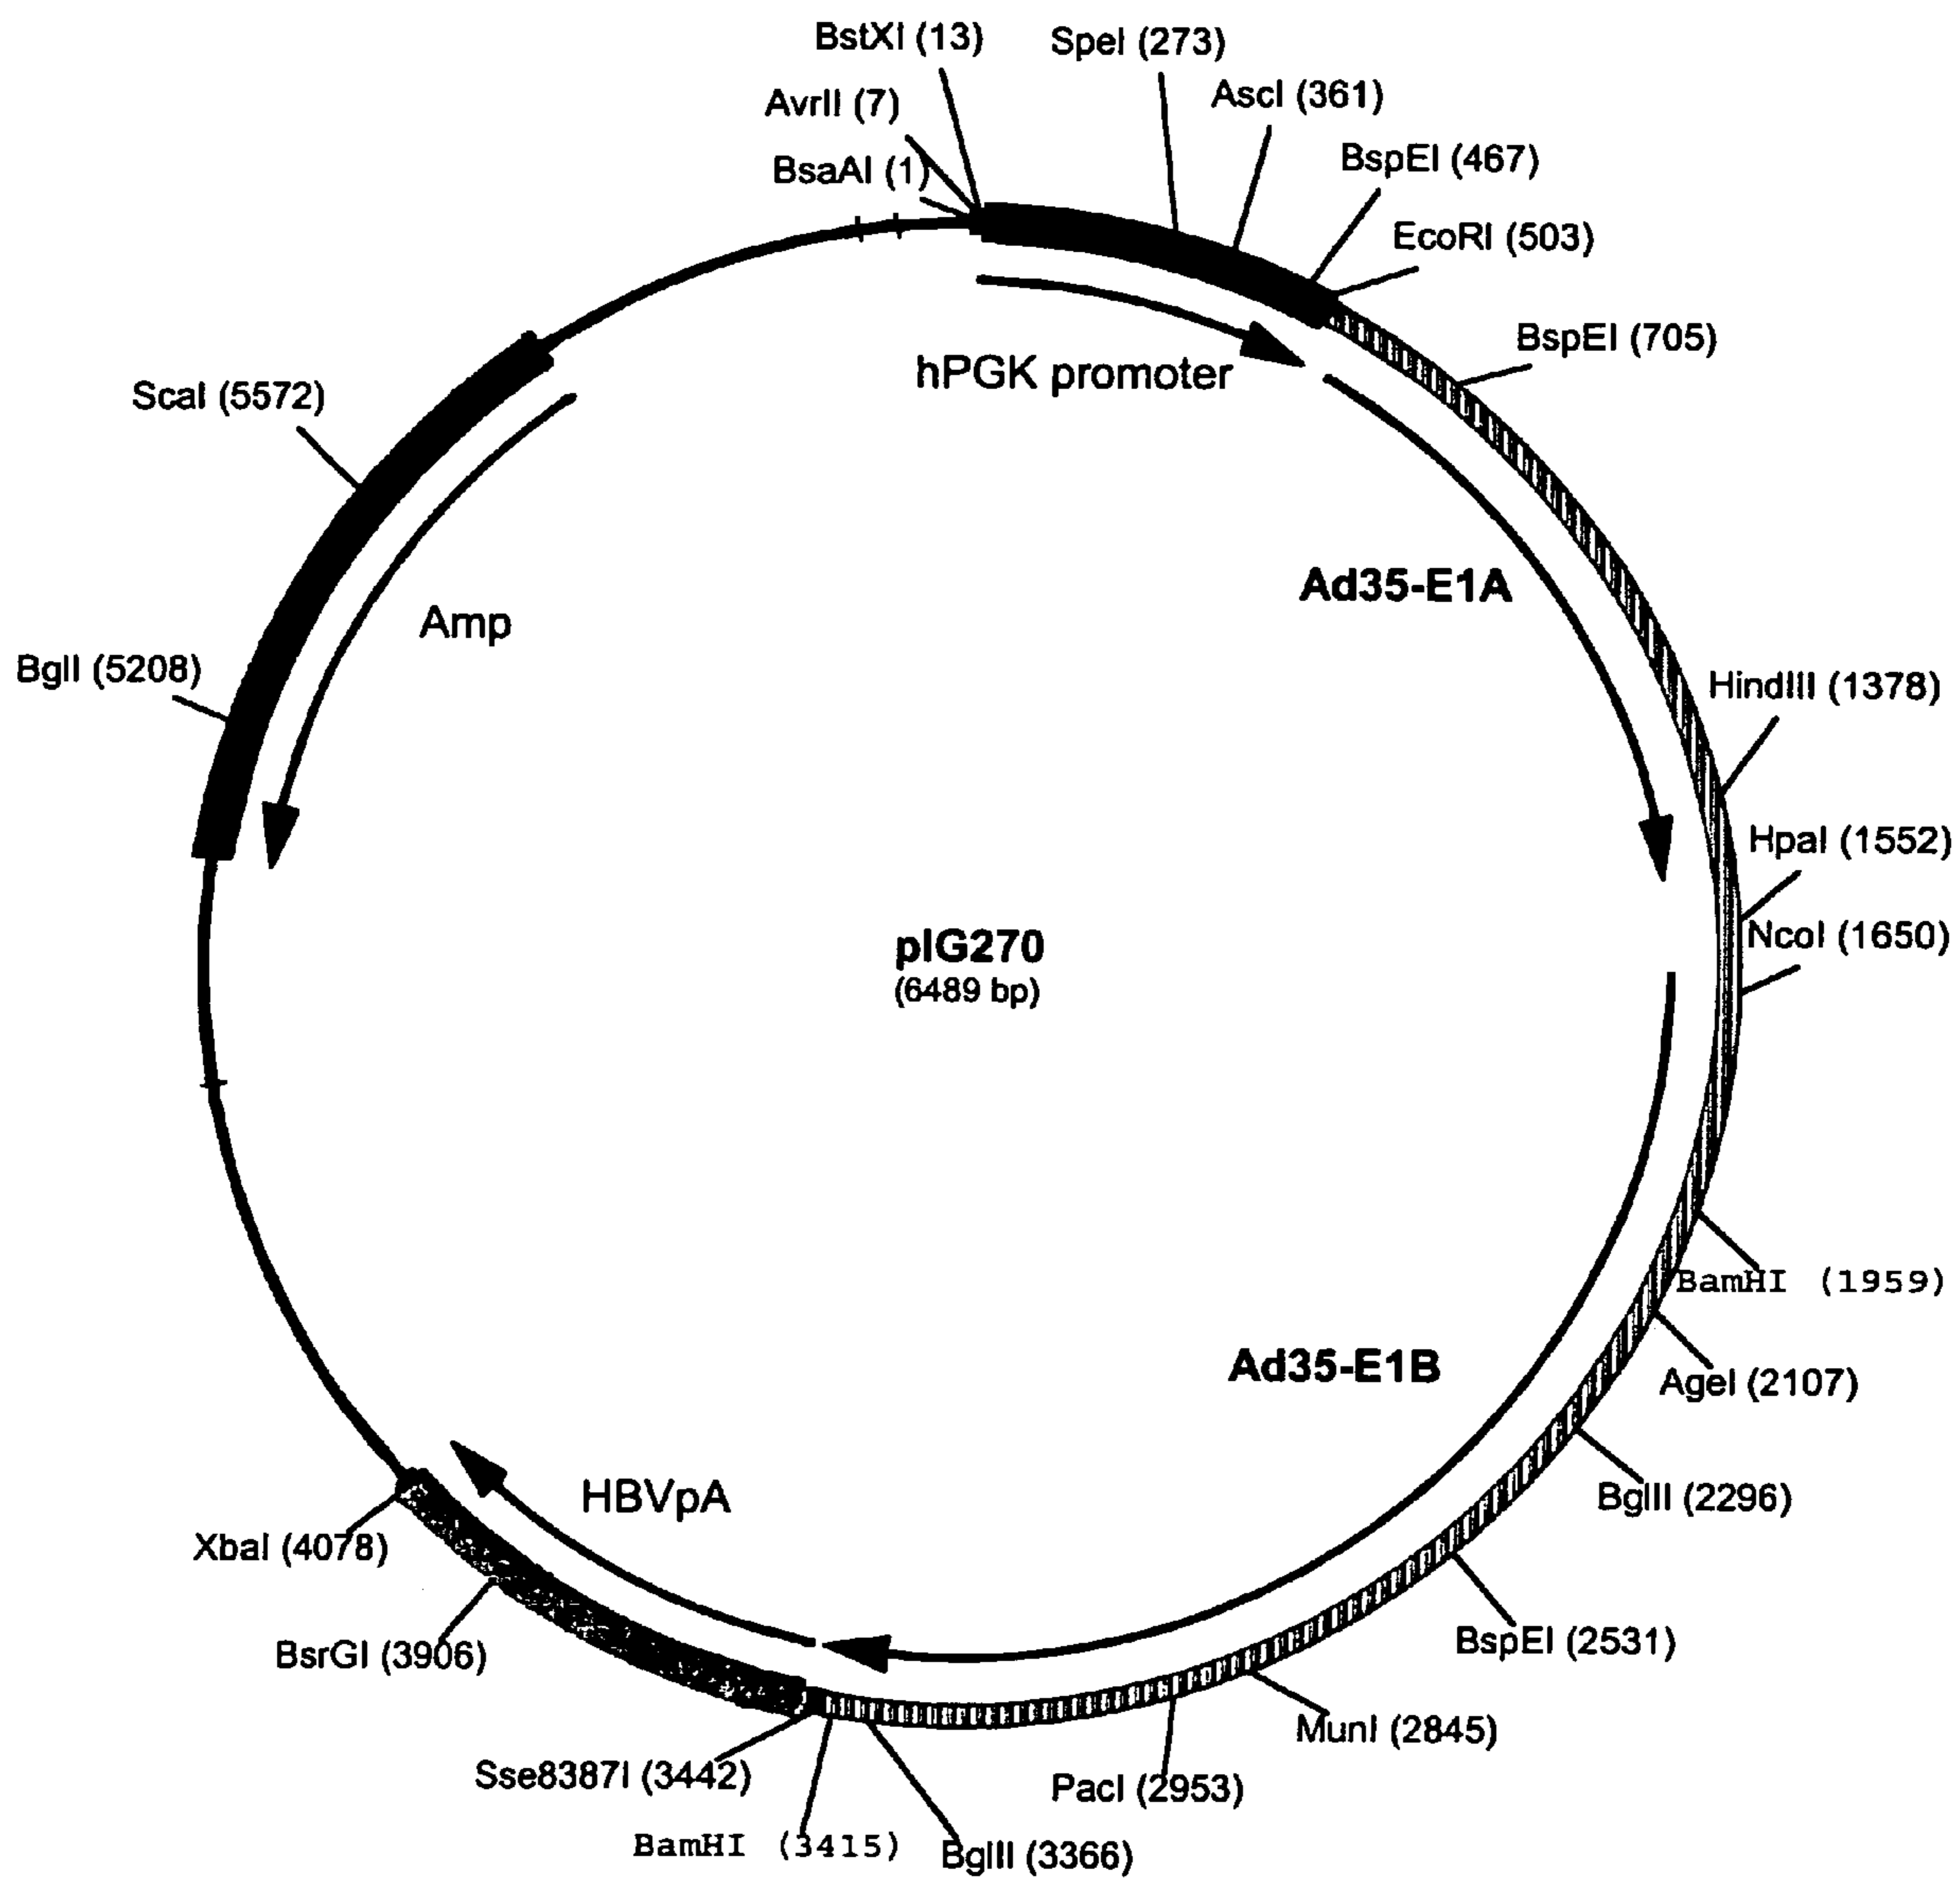 BstXI (13)
SpeI (273)
AvrII (7)
AscI (361)
BsaAI (1)
BspEI (467)
EcoRI (503)
BspEI (705)
hPGK promoter
ScaI (5572)
Ad35-E1A
Amp
BglI (5208)
HindIII (1378)
HpaI (1552)
NcoI (1650)
pIG270
(6489 bp)
BamHI (1959)
Ad35-E1B
AgeI (2107)
BglII (2296)
HBVpA
XbaI (4078)
BspEI (2531)
BsrGI (3906)
MunI (2845)
Sse8387I (3442)
PacI (2953)
BamHI (3415)
BglII (3366)